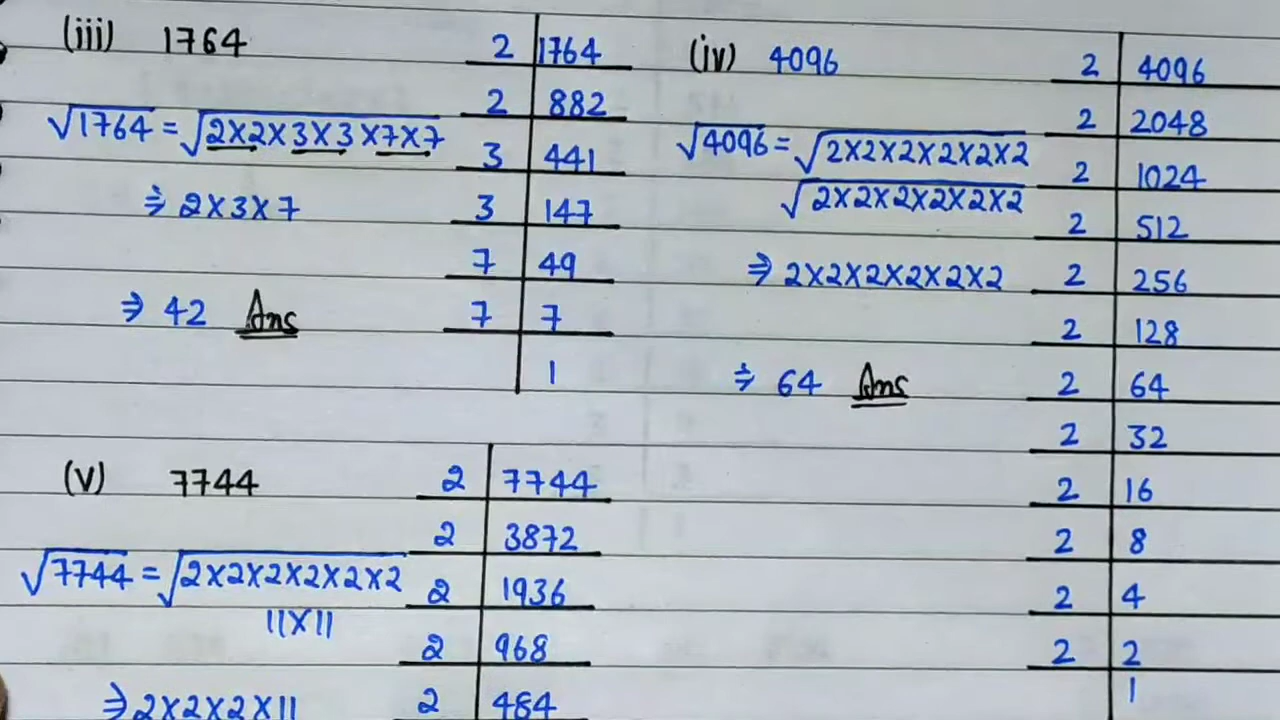 (iii) 1764
√1764 = √2×2×3×3×7×7
⇒ 2×3×7
⇒ 42 Ans
2 | 1764
2 | 882
3 | 441
3 | 147
7 | 49
7 | 7
1
(iv) 4096
√4096 = √2×2×2×2×2×2
√2×2×2×2×2×2
⇒ 2×2×2×2×2×2
⇒ 64 Ans
2 | 4096
2 | 2048
2 | 1024
2 | 512
2 | 256
2 | 128
2 | 64
2 | 32
2 | 16
2 | 8
2 | 4
2 | 2
1
(v) 7744
√7744 = √2×2×2×2×2×2
11×11
⇒ 2×2×2×11
2 | 7744
2 | 3872
2 | 1936
2 | 968
2 | 484